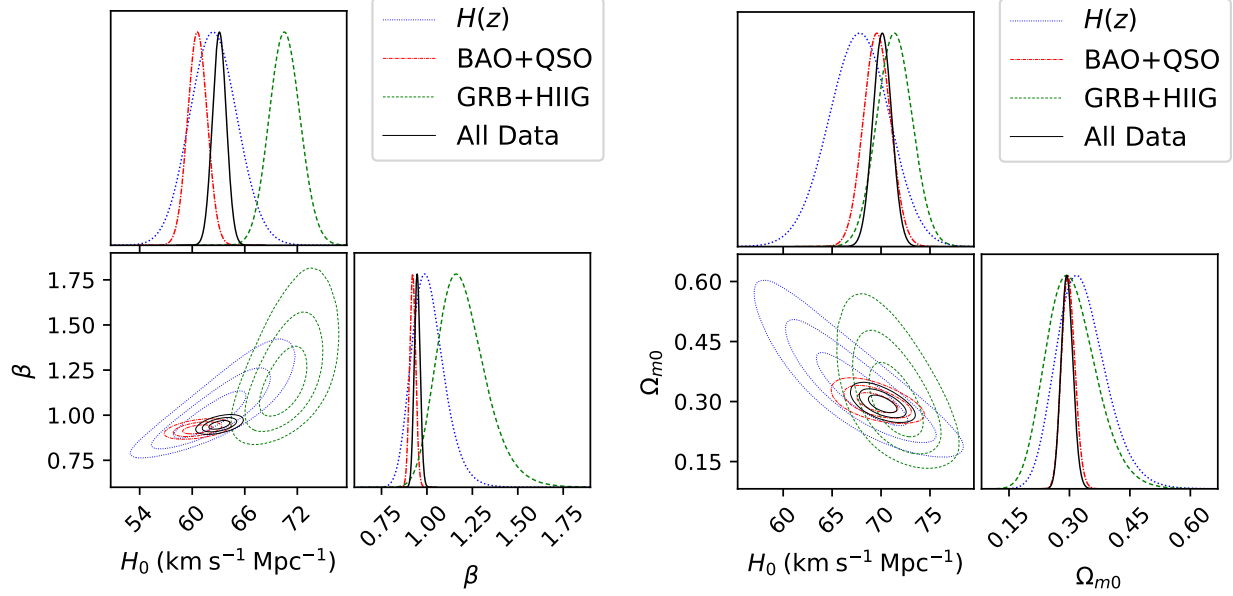 H(z)
BAO+QSO
GRB+HIIG
All Data
1.75
1.50
1.25
1.00
0.75
β
54
60
66
72
H₀ (km s⁻¹ Mpc⁻¹)
0.75
1.00
1.25
1.50
1.75
β
H(z)
BAO+QSO
GRB+HIIG
All Data
0.60
0.45
0.30
0.15
Ωₘ₀
60
65
70
75
H₀ (km s⁻¹ Mpc⁻¹)
0.15
0.30
0.45
0.60
Ωₘ₀